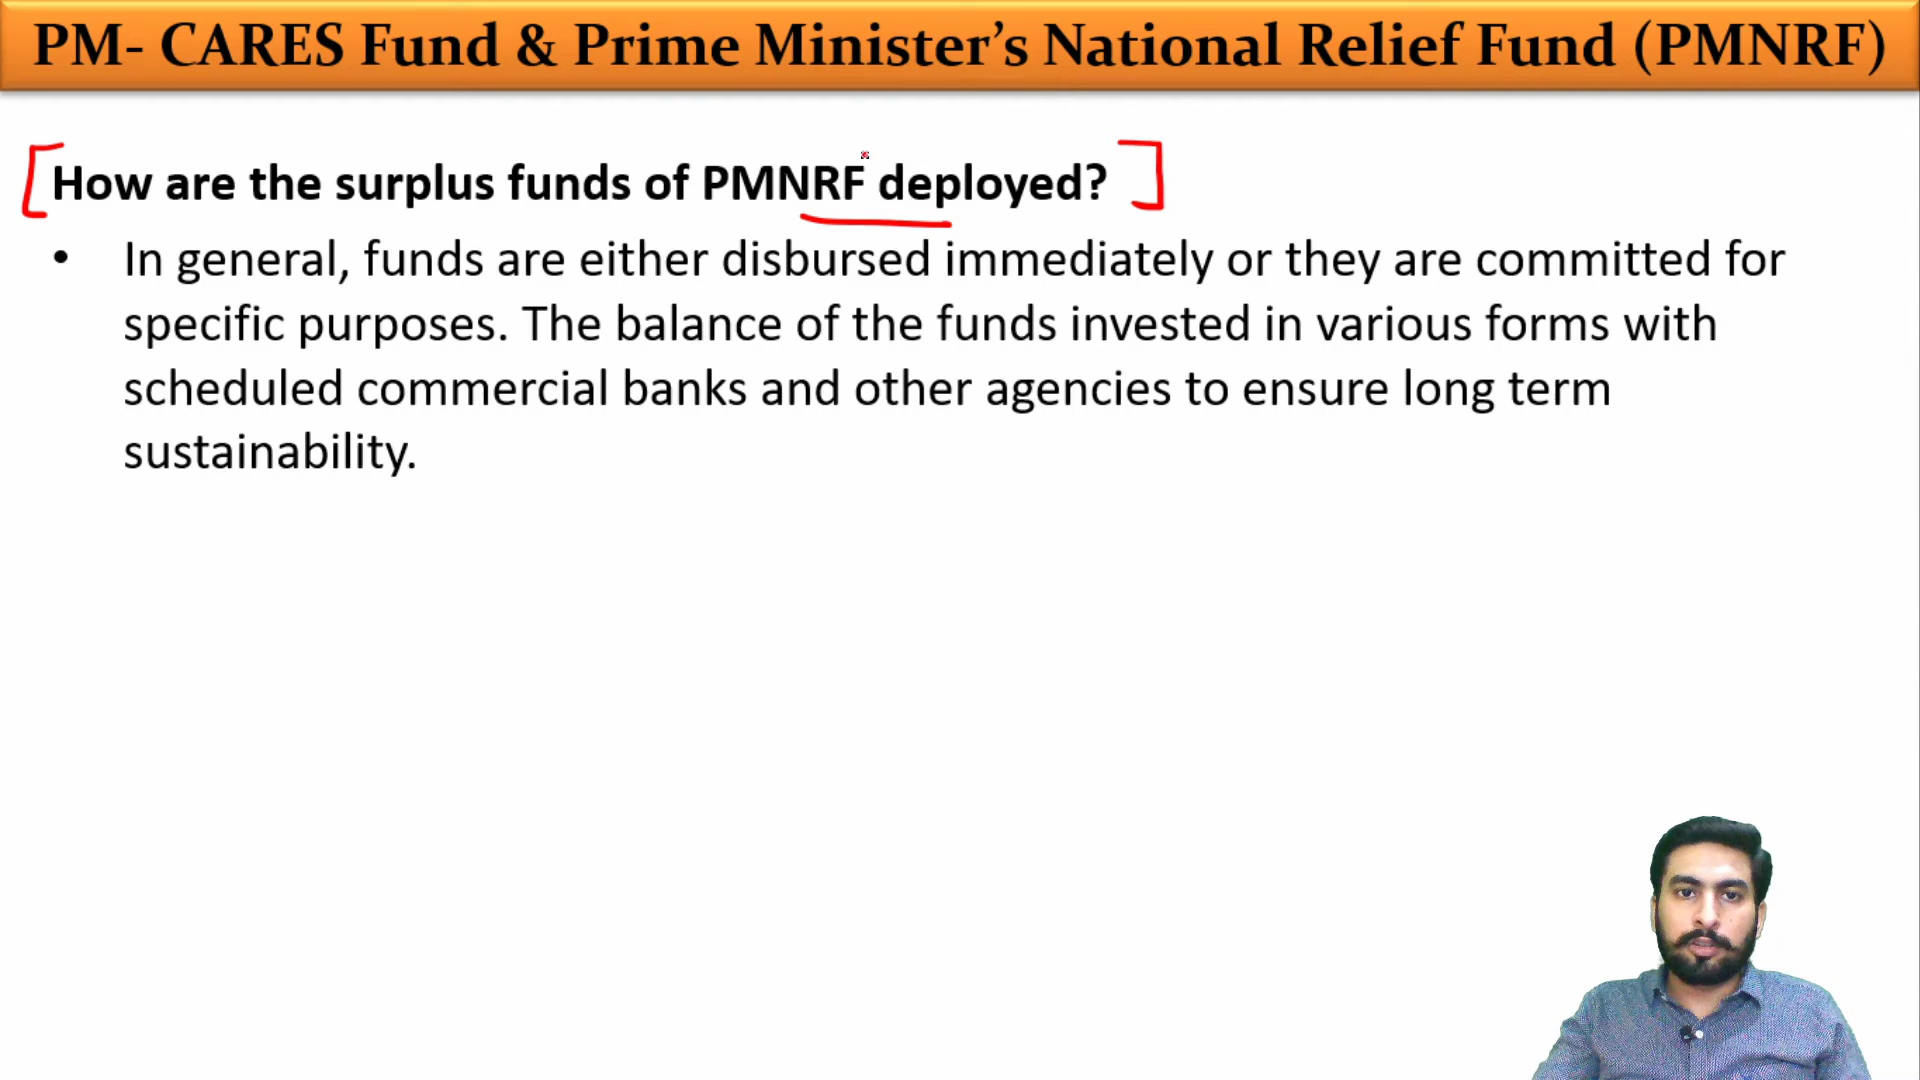 PM- CARES Fund & Prime Minister’s National Relief Fund (PMNRF)
How are the surplus funds of PMNRF deployed?
• In general, funds are either disbursed immediately or they are committed for
specific purposes. The balance of the funds invested in various forms with
scheduled commercial banks and other agencies to ensure long term
sustainability.